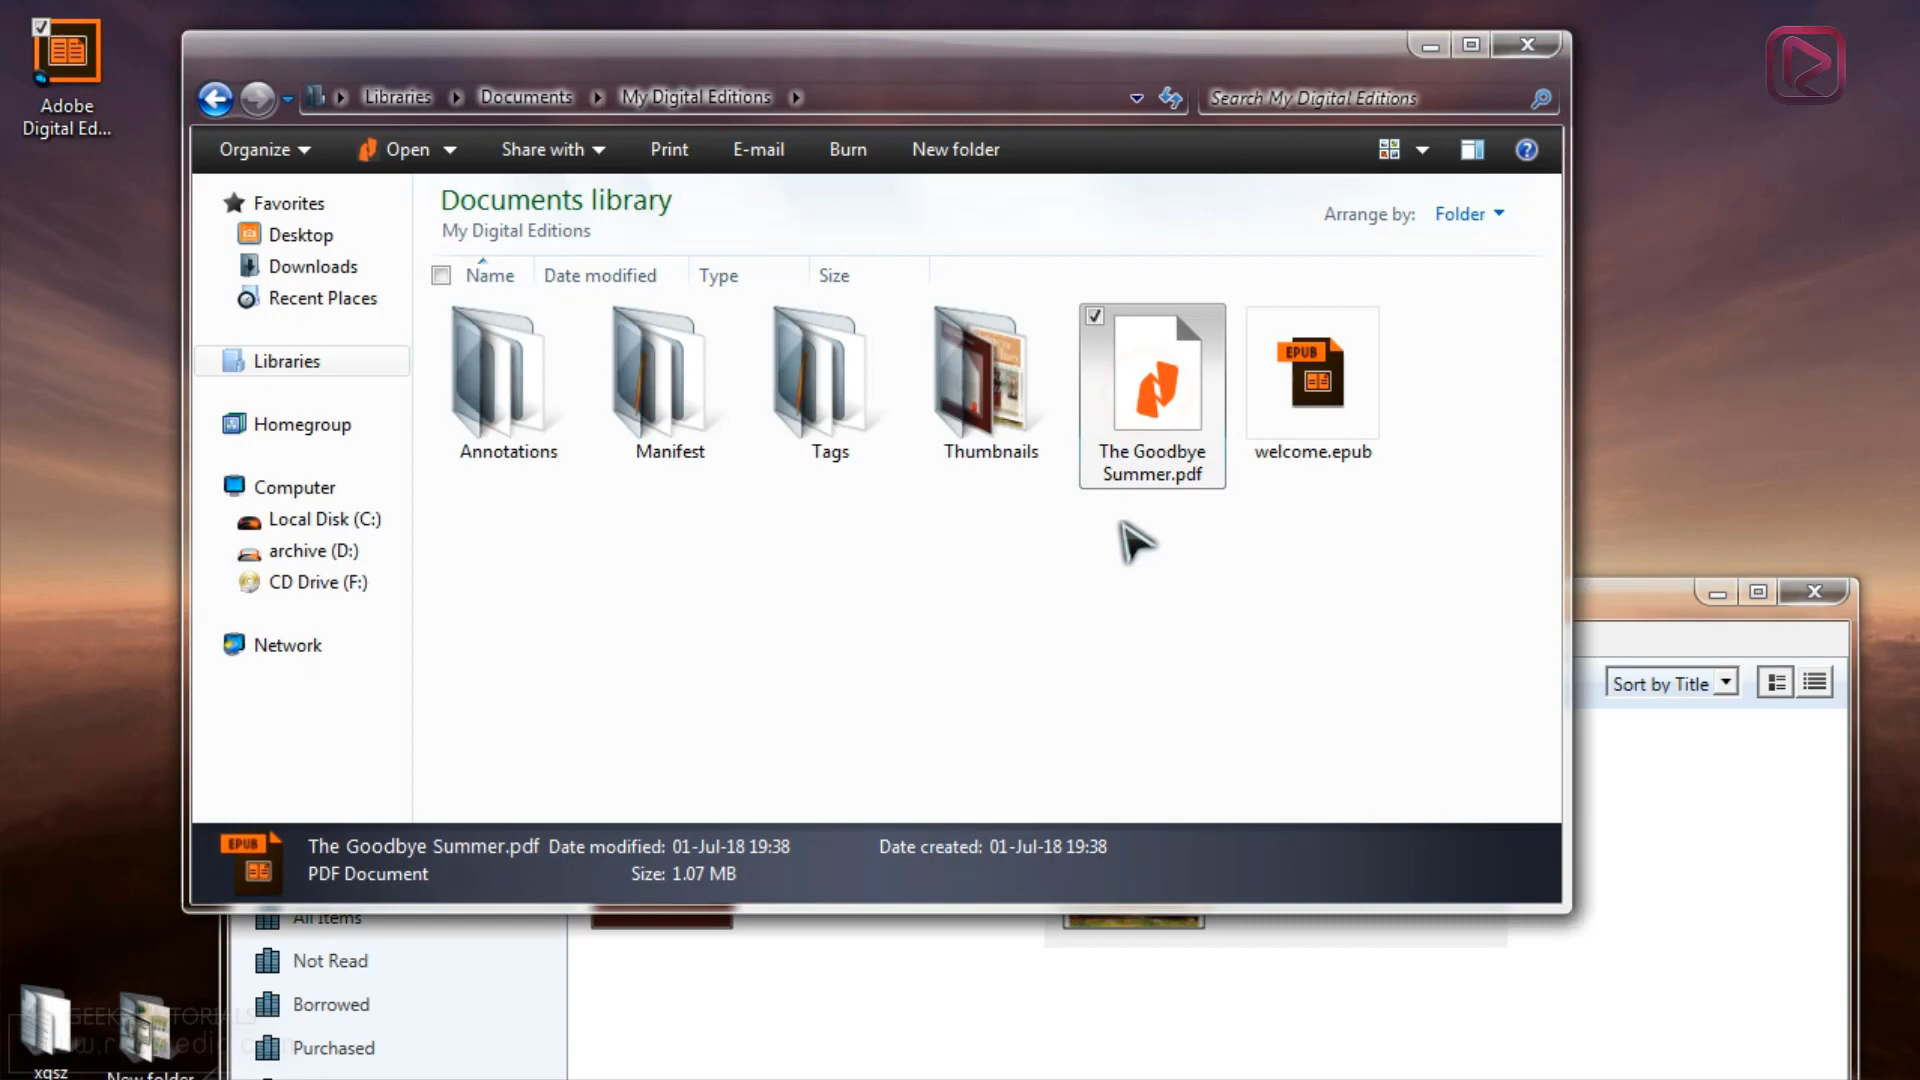 Adobe
Digital Ed...
Libraries
Documents
My Digital Editions
Search My Digital Editions
Organize
Open
Share with
Print
E-mail
Burn
New folder
Documents library
My Digital Editions
Arrange by:
Folder
Favorites
Desktop
Downloads
Recent Places
Libraries
Homegroup
Computer
Local Disk (C:)
archive (D:)
CD Drive (F:)
Network
Name
Date modified
Type
Size
Annotations
Manifest
Tags
Thumbnails
The Goodbye
Summer.pdf
EPUB
welcome.epub
Sort by Title
EPUB
The Goodbye Summer.pdf
Date modified: 01-Jul-18 19:38
Date created: 01-Jul-18 19:38
PDF Document
Size: 1.07 MB
All Items
Not Read
Borrowed
Purchased
xqsz
New folder